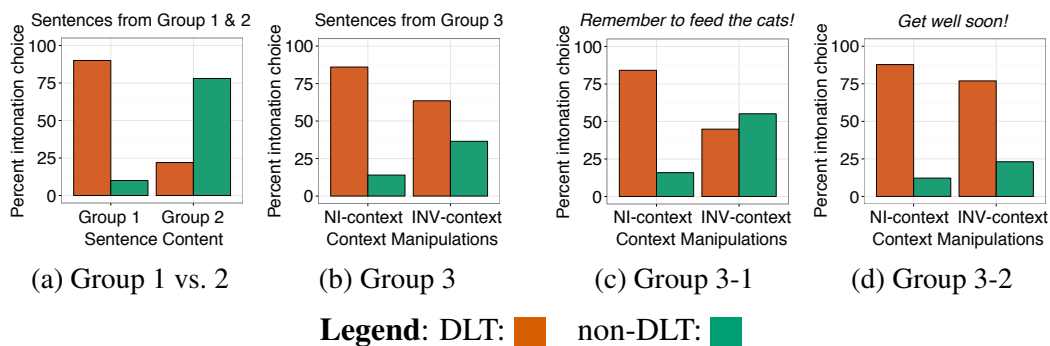 Sentences from Group 1 & 2
Percent intonation choice
100
75
50
25
0
Group 1 Group 2
Sentence Content
(a) Group 1 vs. 2
Sentences from Group 3
Percent intonation choice
100
75
50
25
0
NI-context INV-context
Context Manipulations
(b) Group 3
Remember to feed the cats!
Percent intonation choice
100
75
50
25
0
NI-context INV-context
Context Manipulations
(c) Group 3-1
Get well soon!
Percent intonation choice
100
75
50
25
0
NI-context INV-context
Context Manipulations
(d) Group 3-2
Legend: DLT: non-DLT: